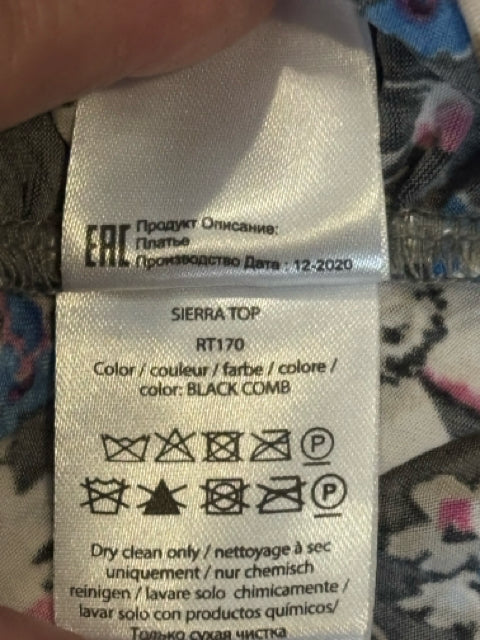 EAC
Продукт Описание:
Платье
Производство Дата : 12-2020
SIERRA TOP
RT170
Color / couleur / farbe / colore /
color: BLACK COMB
P
P
Dry clean only / nettoyage à sec
uniquement / nur chemisch
reinigen / lavare solo chimicamente /
lavar solo con productos químicos/
Только сухая чистка